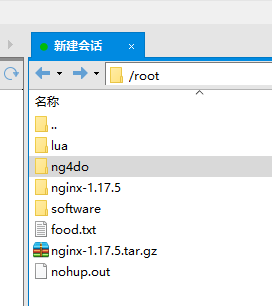 新建会话
/root
名称
..
lua
ng4do
nginx-1.17.5
software
food.txt
nginx-1.17.5.tar.gz
nohup.out